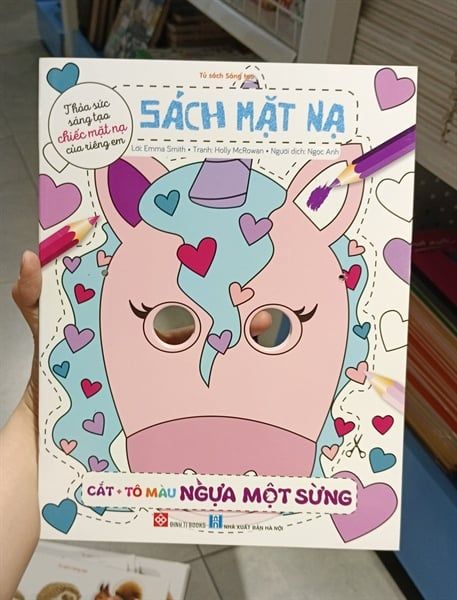 Tủ sách Sáng tạo
Thỏa sức
sáng tạo
chiếc mặt nạ
của riêng em
SÁCH MẶT NẠ
Lời: Emma Smith • Tranh: Holly McRowan • Người dịch: Ngọc Anh
CẮT + TÔ MÀU NGỰA MỘT SỪNG
ĐINH TỊ BOOKS NHÀ XUẤT BẢN HÀ NỘI